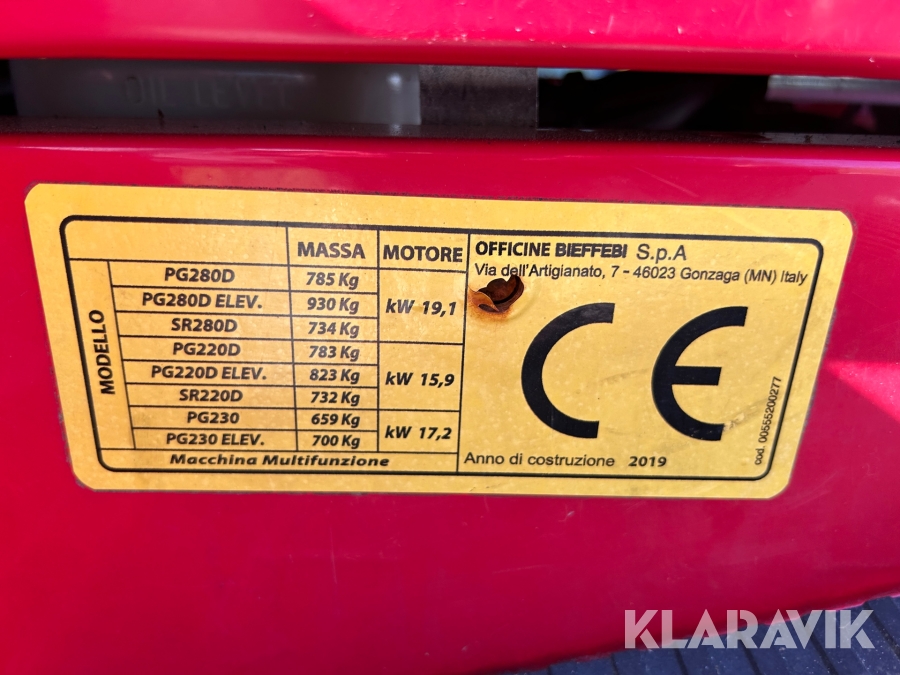 OIL LEVEL
MASSA MOTORE
MODELLO
PG280D 785 Kg
PG280D ELEV. 930 Kg kW 19,1
SR280D 734 Kg
PG220D 783 Kg
PG220D ELEV. 823 Kg kW 15,9
SR220D 732 Kg
PG230 659 Kg
PG230 ELEV. 700 Kg kW 17,2
Macchina Multifunzione
OFFICINE BIEFFEBI S.p.A
Via dell'Artigianato, 7 - 46023 Gonzaga (MN) Italy
CE
Anno di costruzione 2019
cod. 00555200277
KLARAVIK